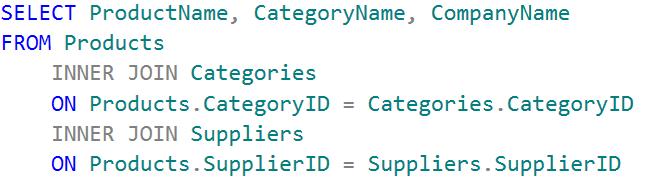 SELECT ProductName, CategoryName, CompanyName
FROM Products
    INNER JOIN Categories
    ON Products.CategoryID = Categories.CategoryID
    INNER JOIN Suppliers
    ON Products.SupplierID = Suppliers.SupplierID